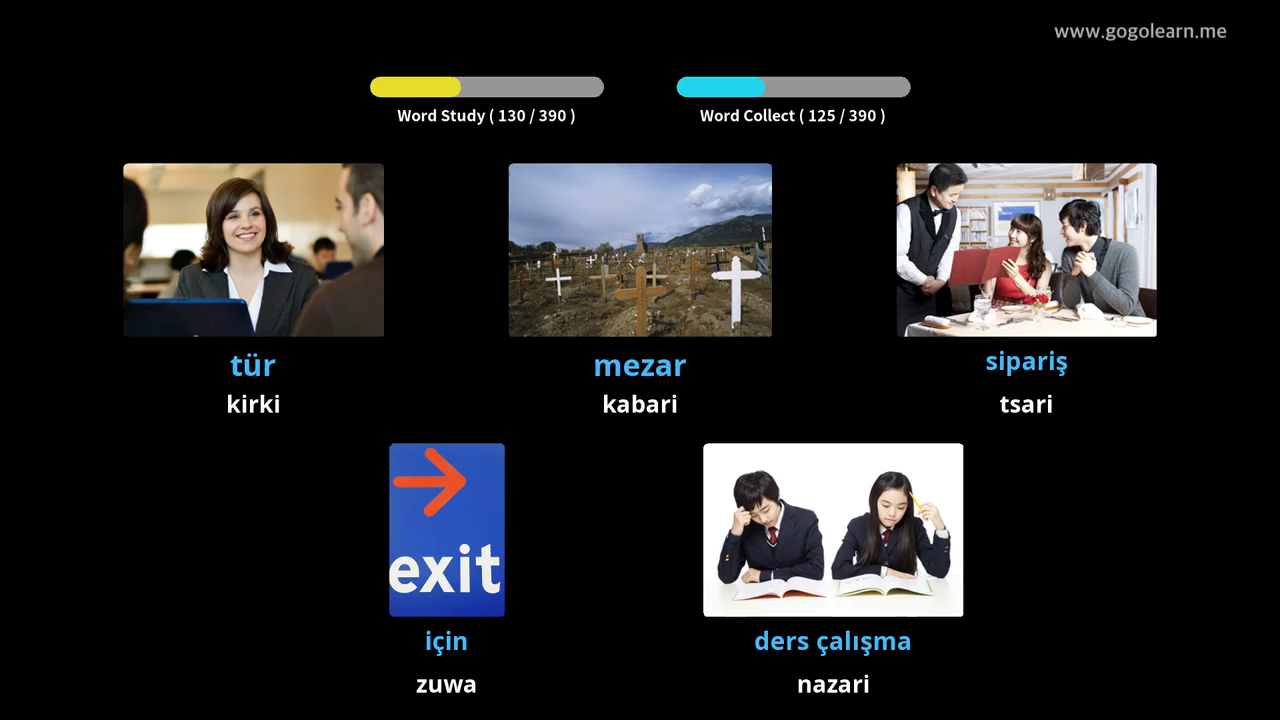 www.gogolearn.me
Word Study ( 130 / 390 )
Word Collect ( 125 / 390 )
tür
kirki
mezar
kabari
sipariş
tsari
exit
için
zuwa
ders çalışma
nazari